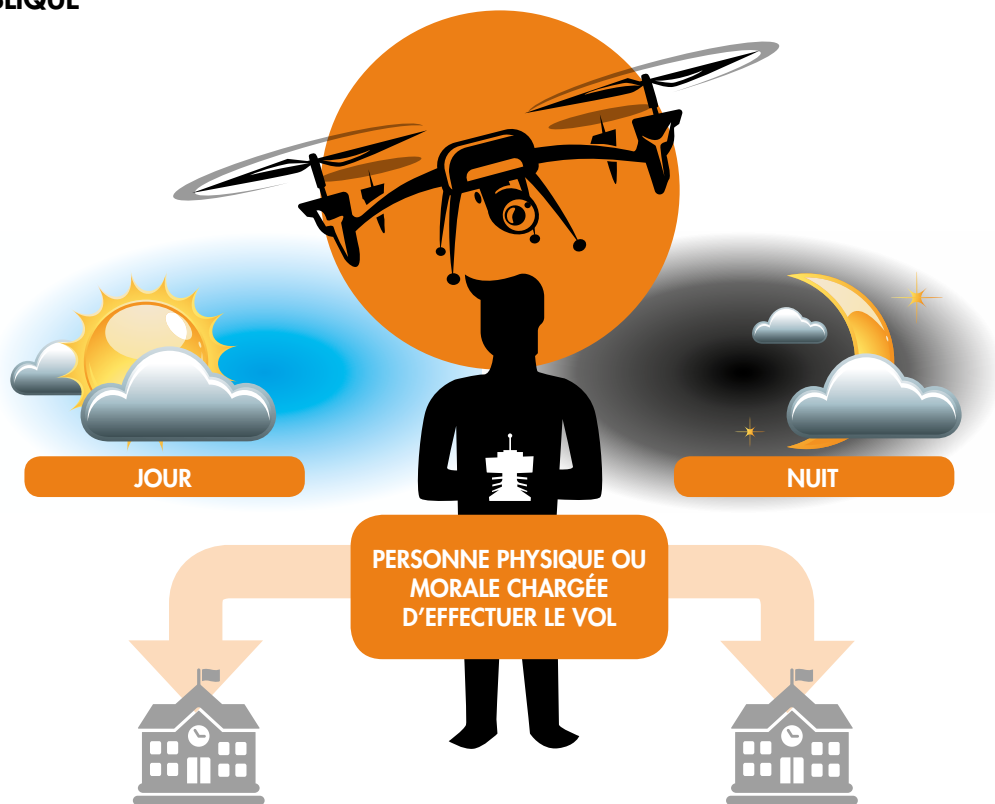 JOUR
NUIT
PERSONNE PHYSIQUE OU
MORALE CHARGÉE
D'EFFECTUER LE VOL